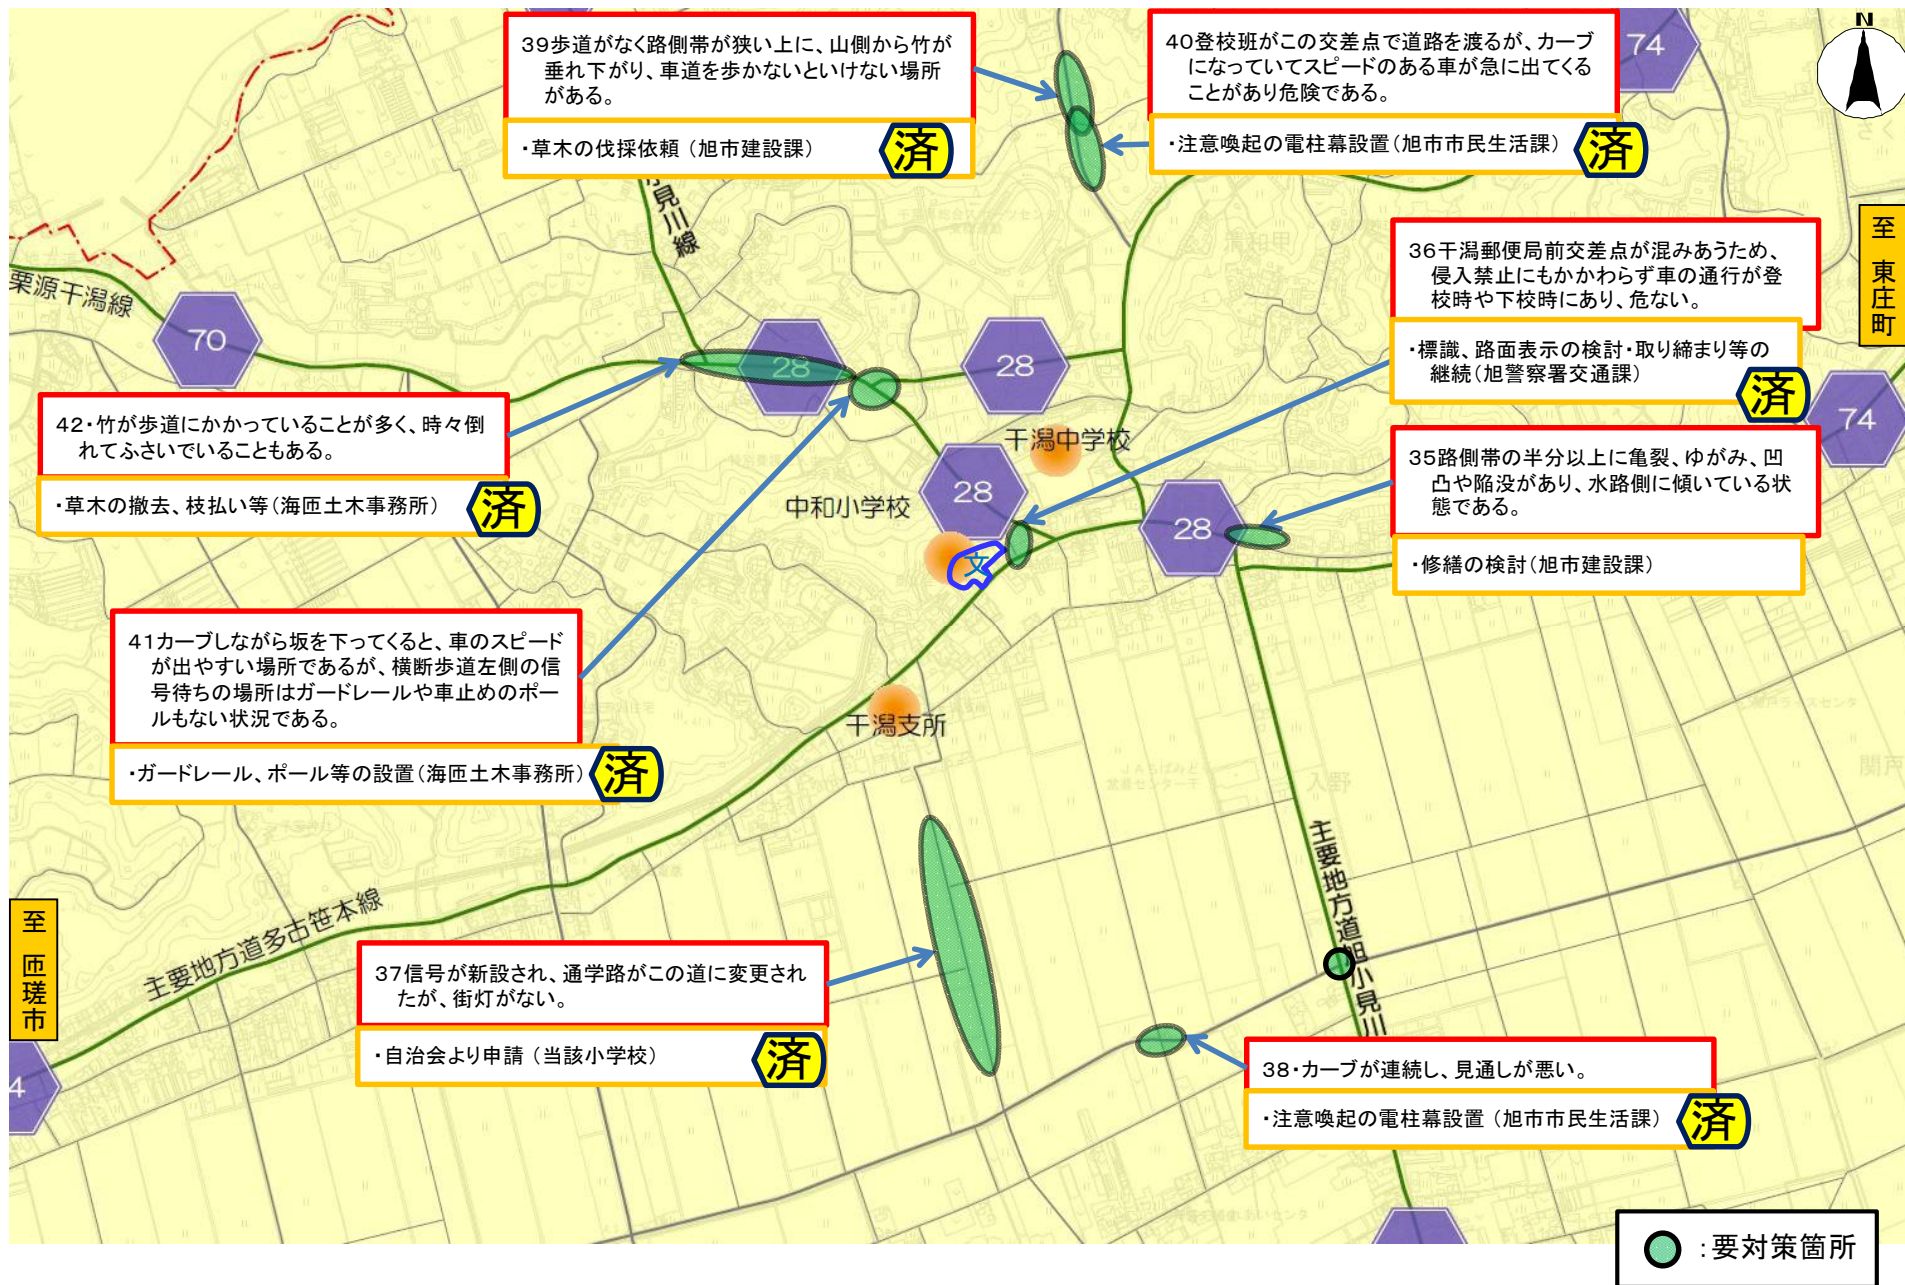 39歩道がなく路側帯が狭い上に、山側から竹が
垂れ下がり、車道を歩かないといけない場所
がある。
・草木の伐採依頼（旭市建設課）
済
40登校班がこの交差点で道路を渡るが、カーブ
になっていてスピードのある車が急に出てくる
ことがあり危険である。
・注意喚起の電柱幕設置（旭市市民生活課）
済
74
N
至 東庄町
見川線
栗源干潟線
70
28
28
36干潟郵便局前交差点が混みあうため、
侵入禁止にもかかわらず車の通行が登
校時や下校時にあり、危ない。
・標識、路面表示の検討・取り締まり等の
継続（旭警察署交通課）
済
74
42・竹が歩道にかかっていることが多く、時々倒
れてふさいでいることもある。
・草木の撤去、枝払い等（海匝土木事務所）
済
干潟中学校
28
中和小学校
文
28
35路側帯の半分以上に亀裂、ゆがみ、凹
凸や陥没があり、水路側に傾いている状
態である。
・修繕の検討（旭市建設課）
41カーブしながら坂を下ってくると、車のスピード
が出やすい場所であるが、横断歩道左側の信
号待ちの場所はガードレールや車止めのポー
ルもない状況である。
・ガードレール、ポール等の設置（海匝土木事務所）
済
干潟支所
入野
関戸
主要地方道旭小見川
至 匝瑳市
主要地方道多古笹本線
4
37信号が新設され、通学路がこの道に変更され
たが、街灯がない。
・自治会より申請（当該小学校）
済
38・カーブが連続し、見通しが悪い。
・注意喚起の電柱幕設置（旭市市民生活課）
済
：要対策箇所